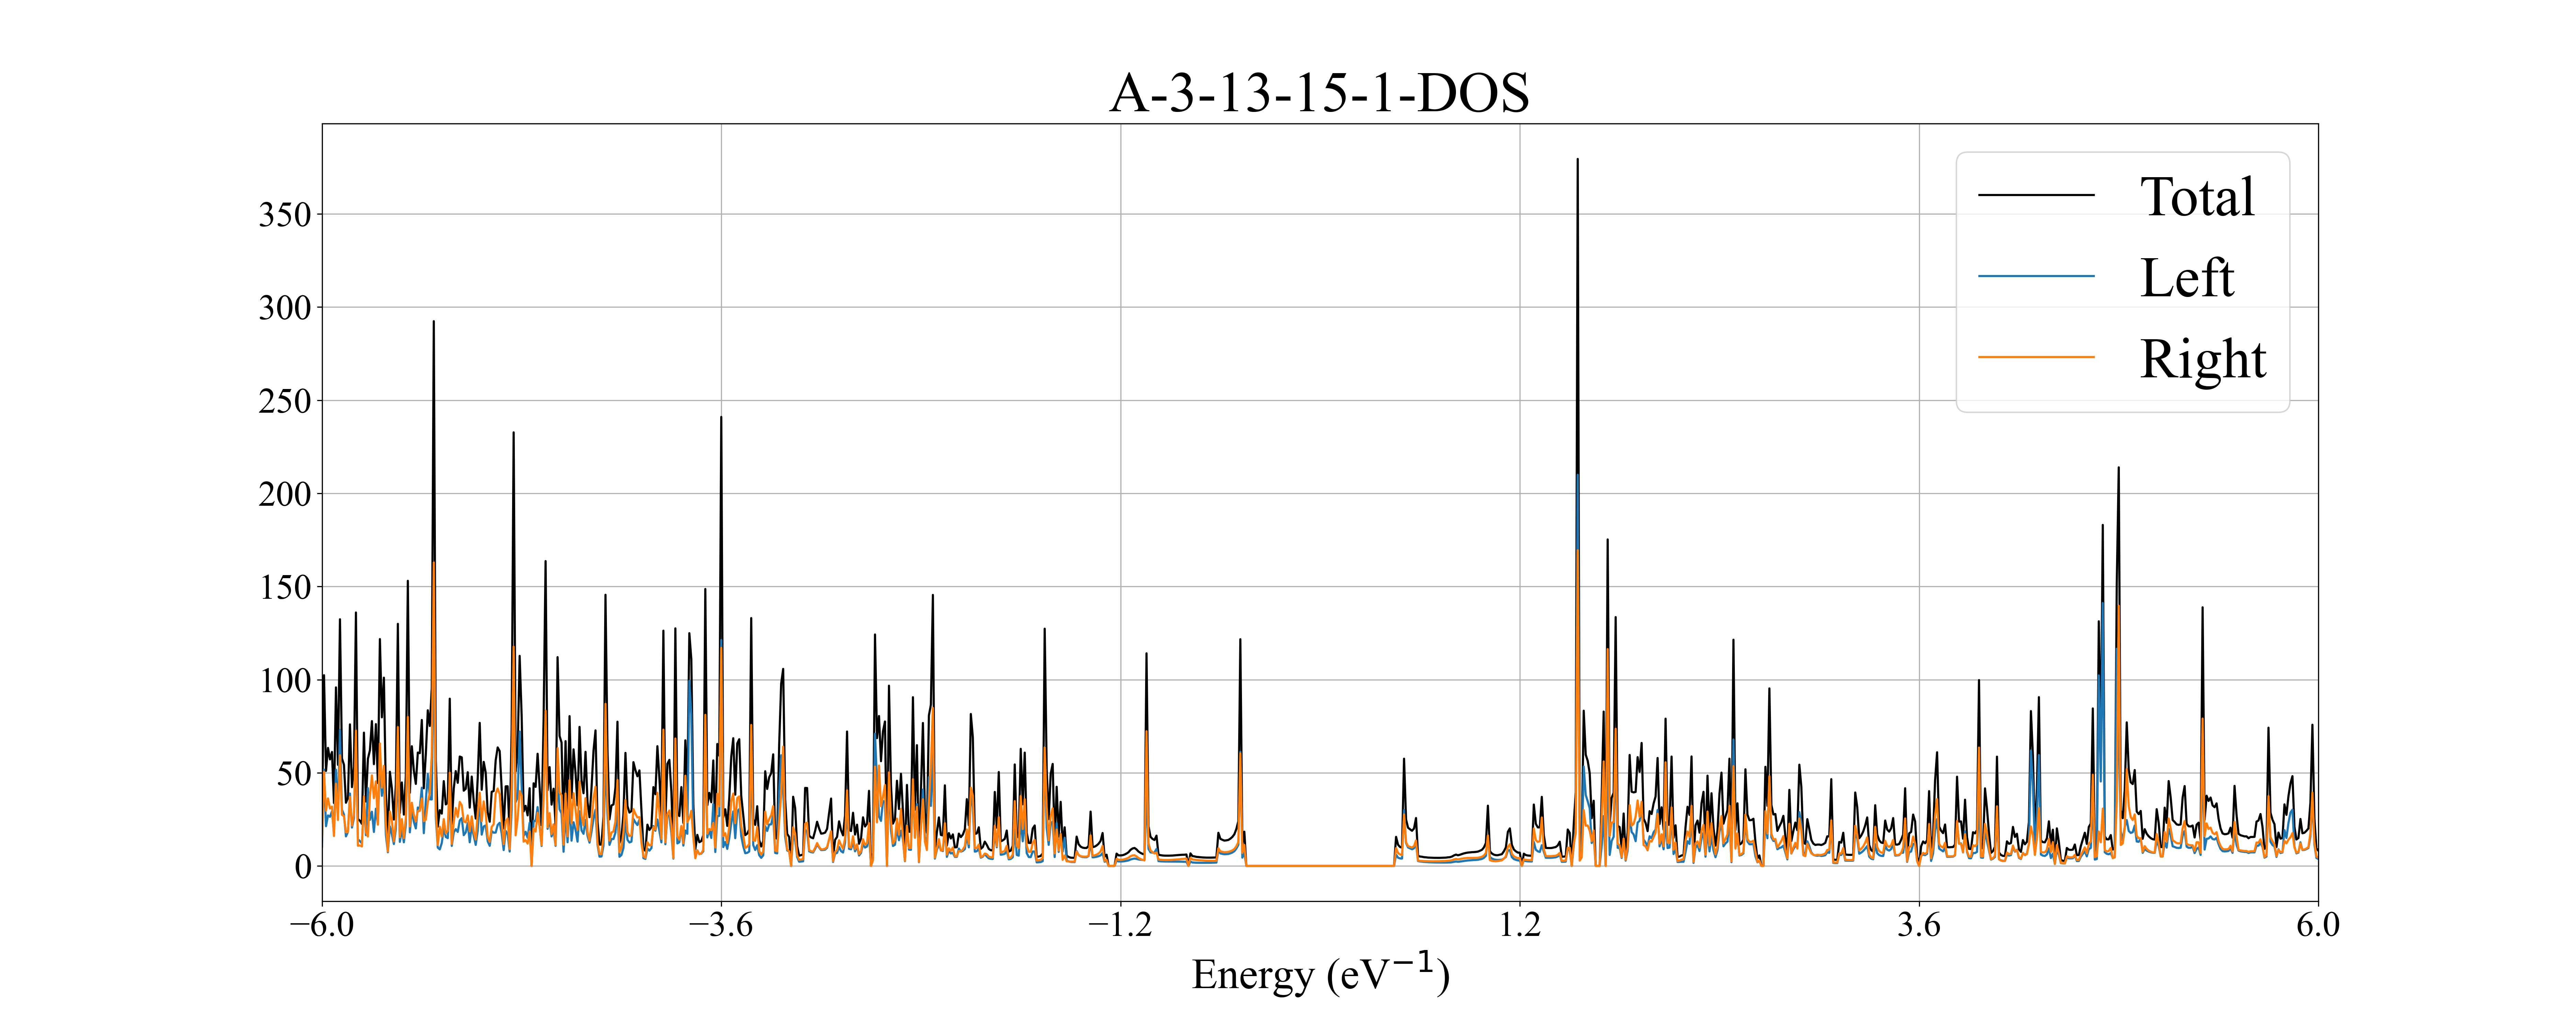 A-3-13-15-1-DOS
350
300
250
200
150
100
50
0
Total
Left
Right
−6.0 −3.6 −1.2 1.2 3.6 6.0
Energy (eV⁻¹)